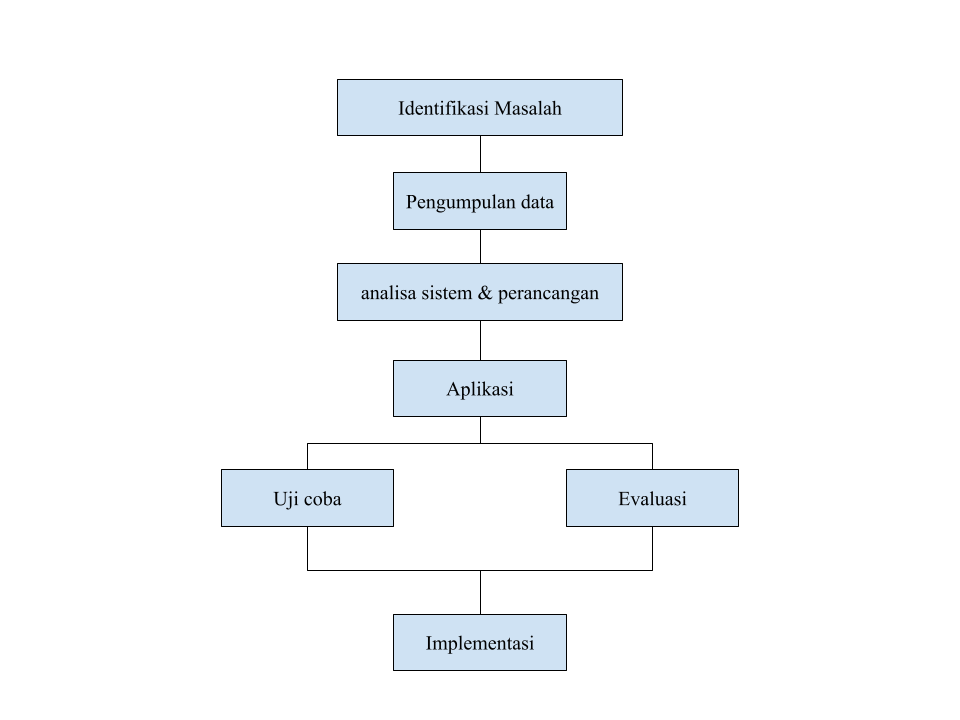 Identifikasi Masalah
Pengumpulan data
analisa sistem & perancangan
Aplikasi
Uji coba
Evaluasi
Implementasi